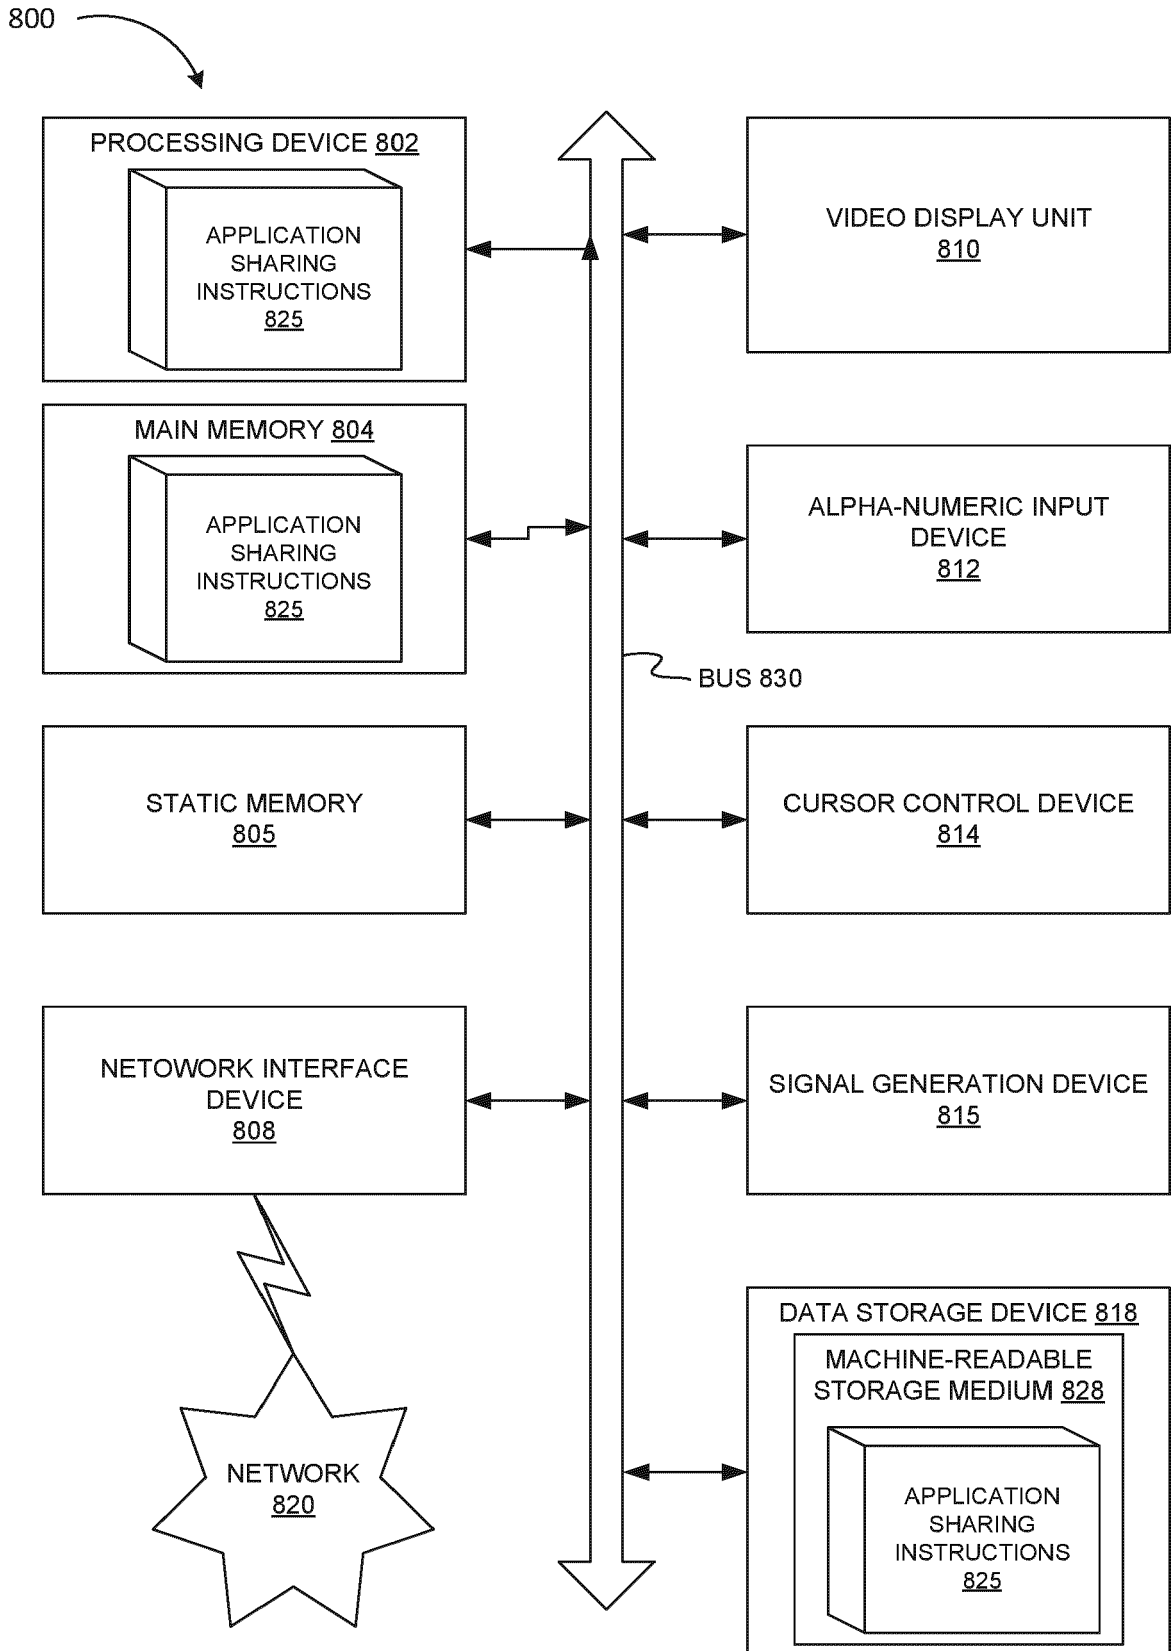 800
PROCESSING DEVICE 802
APPLICATION
SHARING
INSTRUCTIONS
825
MAIN MEMORY 804
APPLICATION
SHARING
INSTRUCTIONS
825
STATIC MEMORY
805
NETOWORK INTERFACE
DEVICE
808
NETWORK
820
BUS 830
VIDEO DISPLAY UNIT
810
ALPHA-NUMERIC INPUT
DEVICE
812
CURSOR CONTROL DEVICE
814
SIGNAL GENERATION DEVICE
815
DATA STORAGE DEVICE 818
MACHINE-READABLE
STORAGE MEDIUM 828
APPLICATION
SHARING
INSTRUCTIONS
825